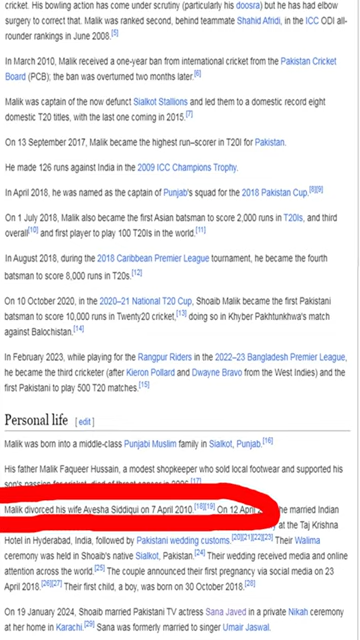 cricket. His bowling action has come under scrutiny (particularly his doosra) but he has had elbow
surgery to correct that. Malik was ranked second, behind teammate Shahid Afridi, in the ICC ODI all-
rounder rankings in June 2008.[5]
In March 2010, Malik received a one-year ban from international cricket from the Pakistan Cricket
Board (PCB); the ban was overturned two months later.[6]
Malik was captain of the now defunct Sialkot Stallions and led them to a domestic record eight
domestic T20 titles, with the last one coming in 2015.[7]
On 13 September 2017, Malik became the highest run–scorer in T20I for Pakistan.
He made 126 runs against India in the 2009 ICC Champions Trophy.
In April 2018, he was named as the captain of Punjab's squad for the 2018 Pakistan Cup.[8][9]
On 1 July 2018, Malik also became the first Asian batsman to score 2,000 runs in T20Is, and third
overall[10] and first player to play 100 T20Is in the world.[11]
In August 2018, during the 2018 Caribbean Premier League tournament, he became the fourth
batsman to score 8,000 runs in T20s.[12]
On 10 October 2020, in the 2020–21 National T20 Cup, Shoaib Malik became the first Pakistani
batsman to score 10,000 runs in Twenty20 cricket,[13] doing so in Khyber Pakhtunkhwa's match
against Balochistan.[14]
In February 2023, while playing for the Rangpur Riders in the 2022–23 Bangladesh Premier League,
he became the third cricketer (after Kieron Pollard and Dwayne Bravo from the West Indies) and the
first Pakistani to play 500 T20 matches.[15]
Personal life [edit]
Malik was born into a middle-class Punjabi Muslim family in Sialkot, Punjab.[16]
His father Malik Faqueer Hussain, a modest shopkeeper who sold local footwear and supported his
son's passion for cricket, died of throat cancer in 2006.[17]
Malik divorced his wife Ayesha Siddiqui on 7 April 2010.[18][19] On 12 April he married Indian
at the Taj Krishna
Hotel in Hyderabad, India, followed by Pakistani wedding customs.[20][21][22][23] Their Walima
ceremony was held in Shoaib's native Sialkot, Pakistan.[24] Their wedding received media and online
attention across the world.[25] The couple announced their first pregnancy via social media on 23
April 2018.[26][27] Their first child, a boy, was born on 30 October 2018.[28]
On 19 January 2024, Shoaib married Pakistani TV actress Sana Javed in a private Nikah ceremony
at her home in Karachi.[29] Sana was formerly married to singer Umair Jaswal.